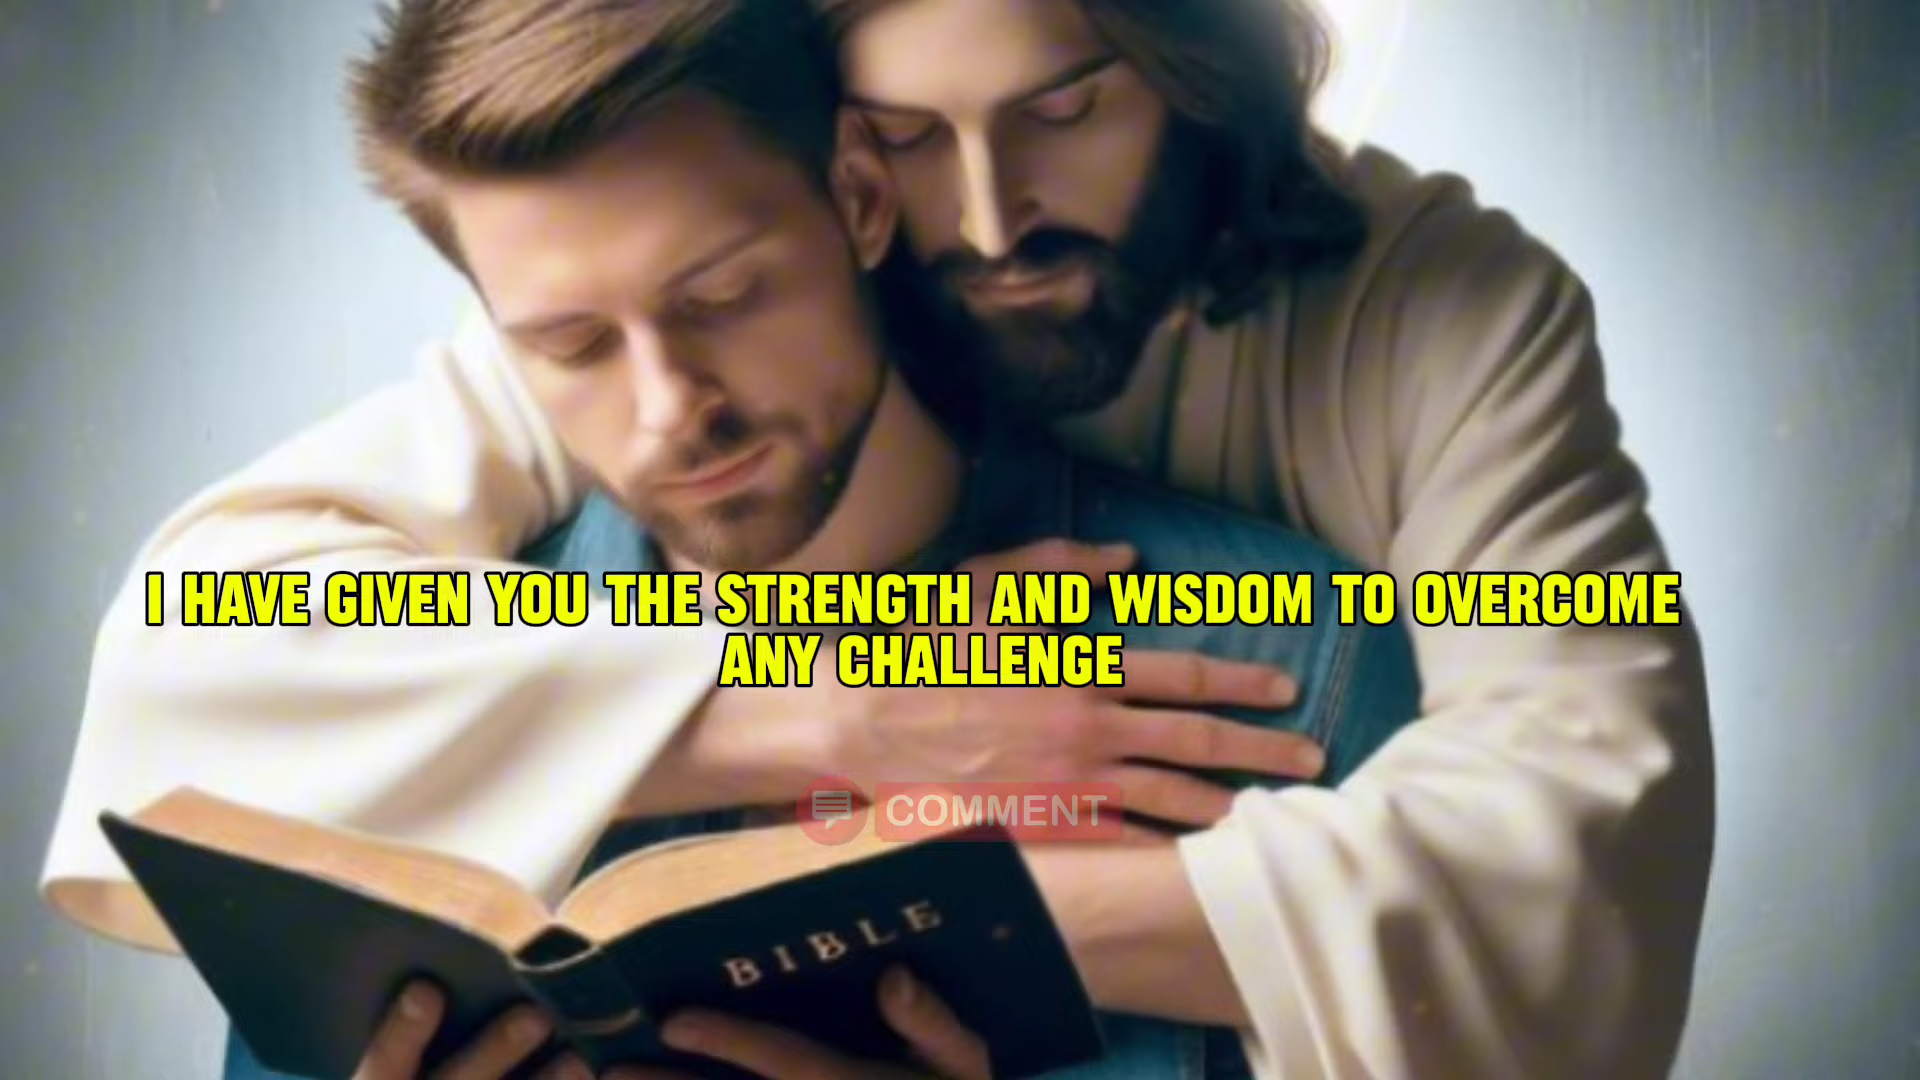 I HAVE GIVEN YOU THE STRENGTH AND WISDOM TO OVERCOME
ANY CHALLENGE
COMMENT
BIBLE